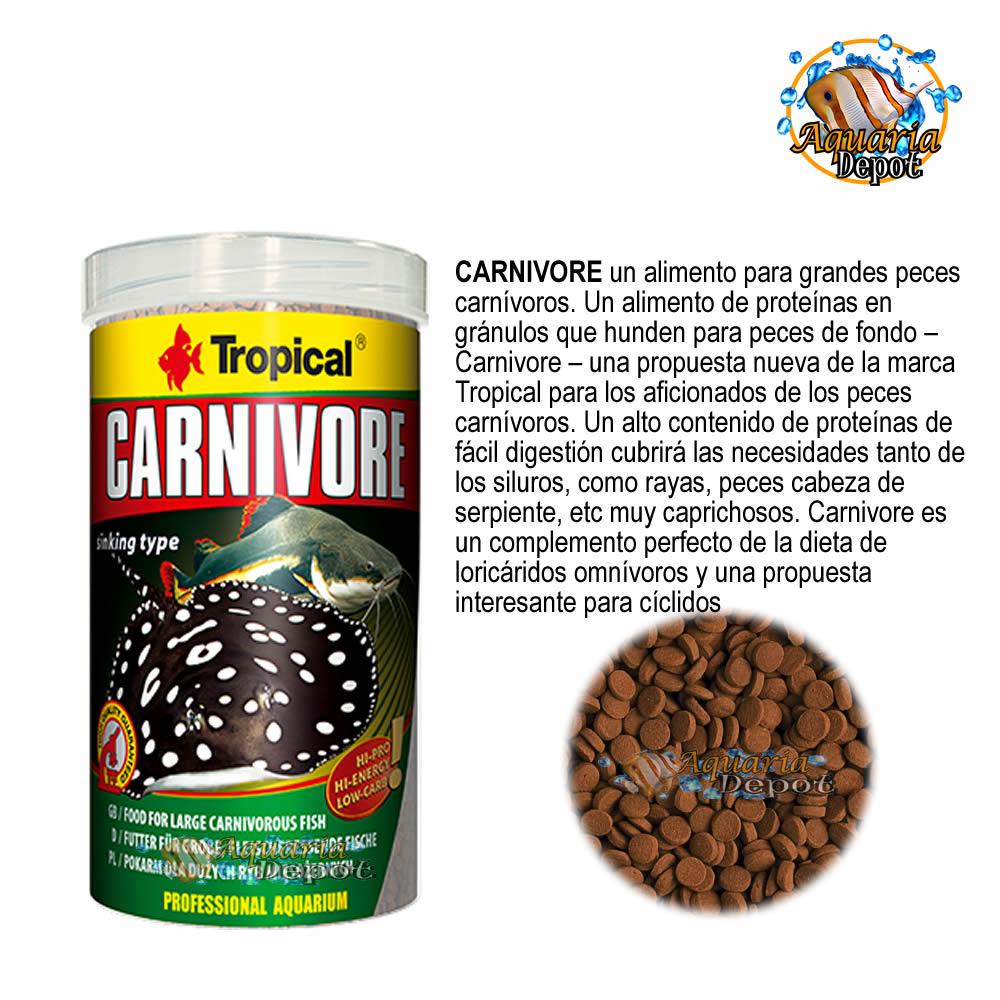 Aquaria
Depot
CARNIVORE un alimento para grandes peces
carnívoros. Un alimento de proteínas en
gránulos que hunden para peces de fondo –
Carnivore – una propuesta nueva de la marca
Tropical para los aficionados de los peces
carnívoros. Un alto contenido de proteínas de
fácil digestión cubrirá las necesidades tanto de
los siluros, como rayas, peces cabeza de
serpiente, etc muy caprichosos. Carnivore es
un complemento perfecto de la dieta de
loricáridos omnívoros y una propuesta
interesante para cíclidos
Tropical®
CARNIVORE
sinking type
HI-PRO
HI-ENERGY
LOW-CARB
!
GB / FOOD FOR LARGE CARNIVOROUS FISH
D / FUTTER FÜR FISCHE
PL / POKARM DLA
PROFESSIONAL AQUARIUM
Aquaria
Depot
Aquaria
Depot